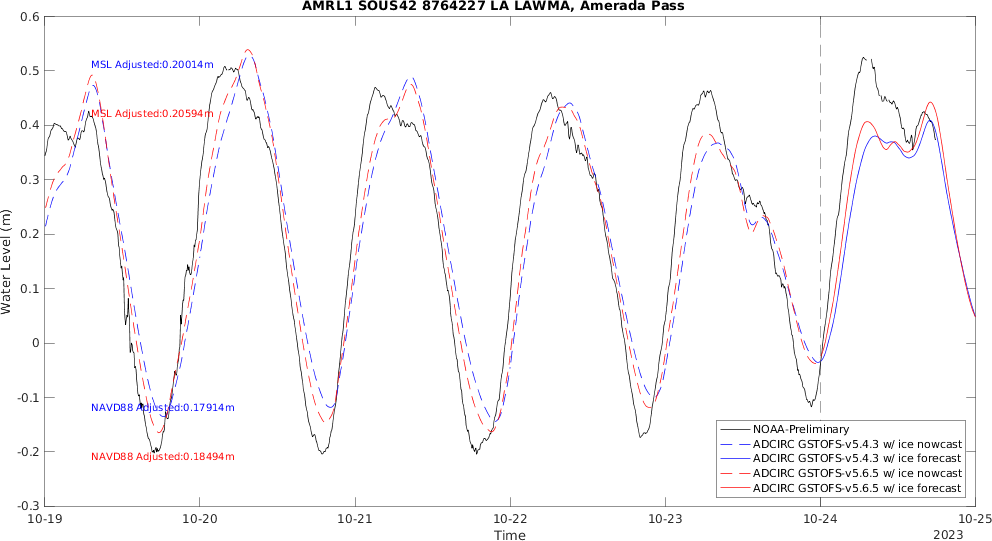 AMRL1 SOUS42 8764227 LA LAWMA, Amerada Pass
0.6
0.5
0.4
0.3
0.2
0.1
0
-0.1
-0.2
-0.3
Water Level (m)
MSL Adjusted:0.20014m
MSL Adjusted:0.20594m
NAVD88 Adjusted:0.17914m
NAVD88 Adjusted:0.18494m
NOAA-Preliminary
ADCIRC GSTOFS-v5.4.3 w/ ice nowcast
ADCIRC GSTOFS-v5.4.3 w/ ice forecast
ADCIRC GSTOFS-v5.6.5 w/ ice nowcast
ADCIRC GSTOFS-v5.6.5 w/ ice forecast
10-19 10-20 10-21 10-22 10-23 10-24 10-25
Time
2023